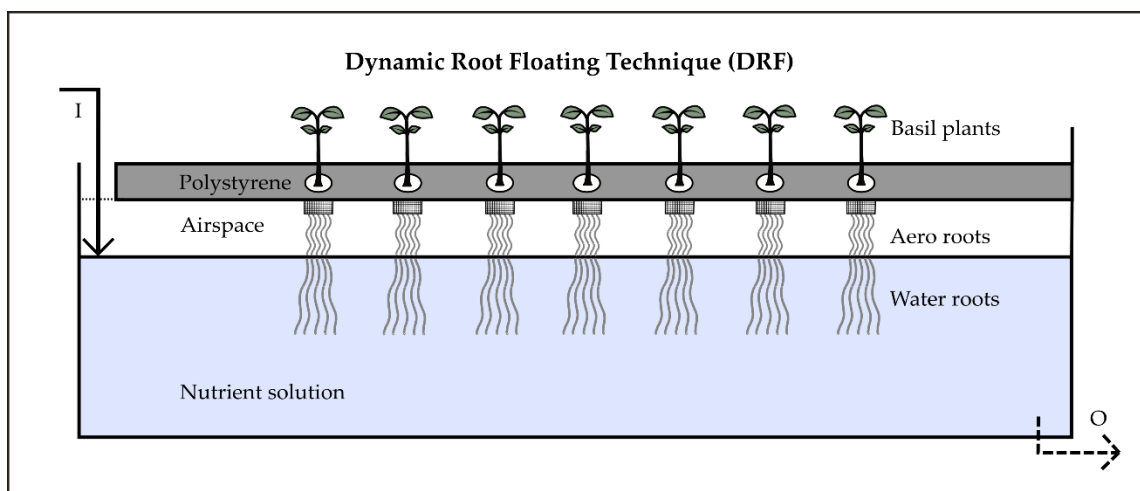 Dynamic Root Floating Technique (DRF)
I
Basil plants
Polystyrene
Airspace
Aero roots
Water roots
Nutrient solution
O